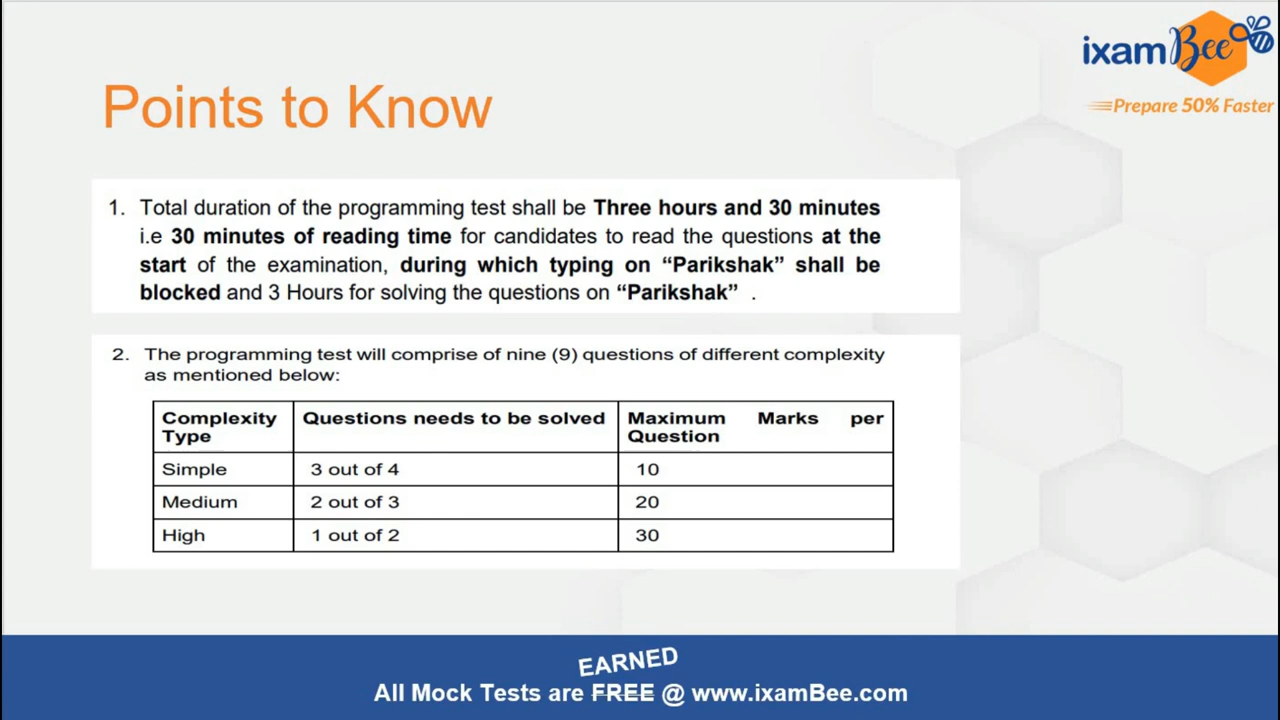 ixamBee
Prepare 50% Faster
Points to Know
1. Total duration of the programming test shall be Three hours and 30 minutes
i.e 30 minutes of reading time for candidates to read the questions at the
start of the examination, during which typing on “Parikshak” shall be
blocked and 3 Hours for solving the questions on “Parikshak” .
2. The programming test will comprise of nine (9) questions of different complexity
as mentioned below:
Complexity Type Questions needs to be solved Maximum Marks per Question
Simple 3 out of 4 10
Medium 2 out of 3 20
High 1 out of 2 30
EARNED
All Mock Tests are FREE @ www.ixamBee.com